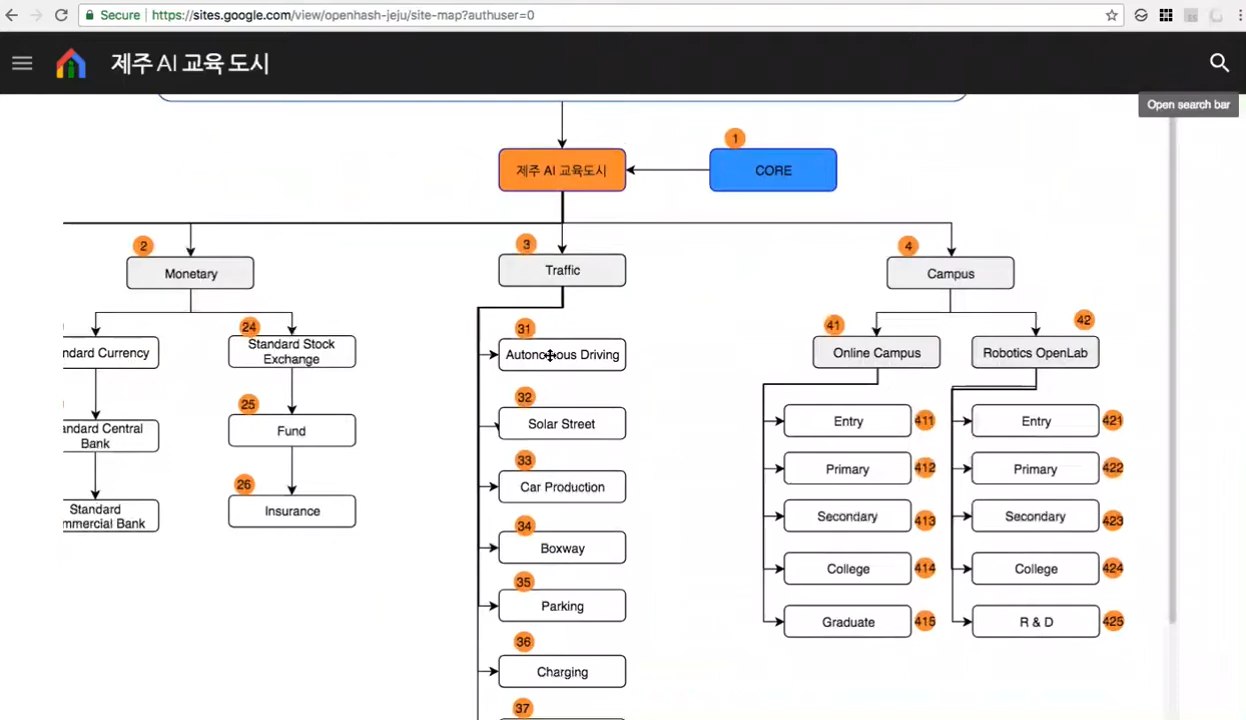 Secure https://sites.google.com/view/openhash-jeju/site-map?authuser=0
제주 AI 교육 도시
Open search bar
1
제주 AI 교육도시
CORE
2
Monetary
3
Traffic
4
Campus
ndard Currency
ndard Central
Bank
Standard
mmercial Bank
24
Standard Stock
Exchange
25
Fund
26
Insurance
31
Autonomous Driving
32
Solar Street
33
Car Production
34
Boxway
35
Parking
36
Charging
37
41
Online Campus
Entry
411
Primary
412
Secondary
413
College
414
Graduate
415
42
Robotics OpenLab
Entry
421
Primary
422
Secondary
423
College
424
R & D
425